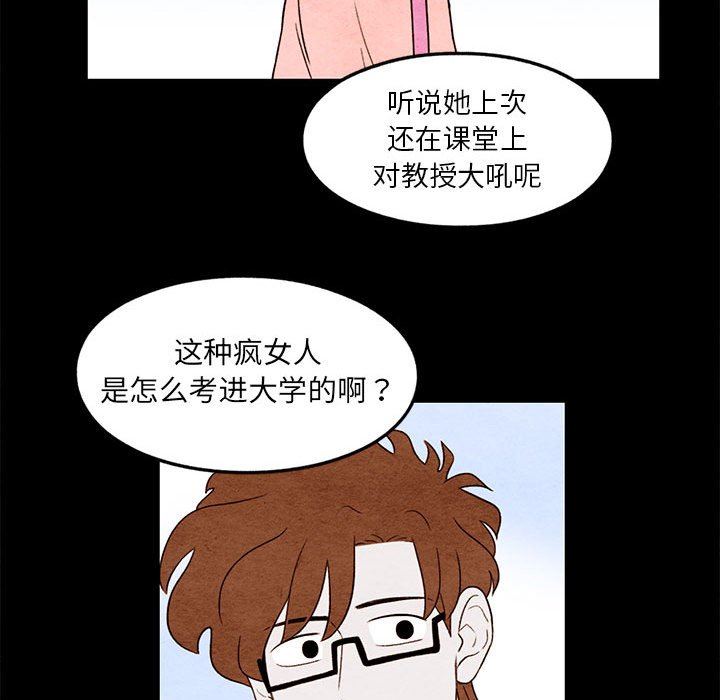 听说她上次
还在课堂上
对教授大吼呢
这种疯女人
是怎么考进大学的啊？